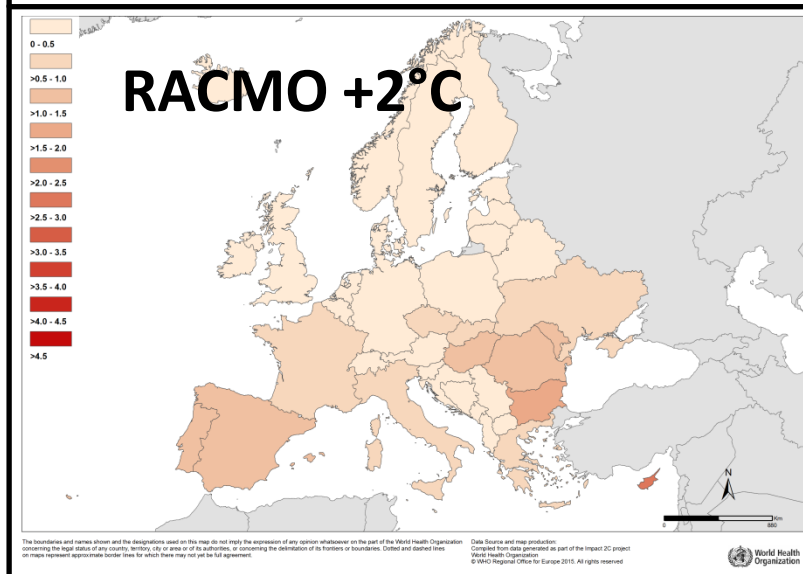 0 - 0.5
>0.5 - 1.0
RACMO +2°C
>1.0 - 1.5
>1.5 - 2.0
>2.0 - 2.5
>2.5 - 3.0
>3.0 - 3.5
>3.5 - 4.0
>4.0 - 4.5
>4.5
N
0
880
Km
The boundaries and names shown and the designations used on this map do not imply the expression of any opinion whatsoever on the part of the World Health Organization
concerning the legal status of any country, territory, city or area or of its authorities, or concerning the delimitation of its frontiers or boundaries. Dotted and dashed lines
on maps represent approximate border lines for which there may not yet be full agreement.
Data Source and map production:
Compiled from data generated as part of the Impact 2C project
World Health Organization
© WHO Regional Office for Europe 2015. All rights reserved
World Health
Organization